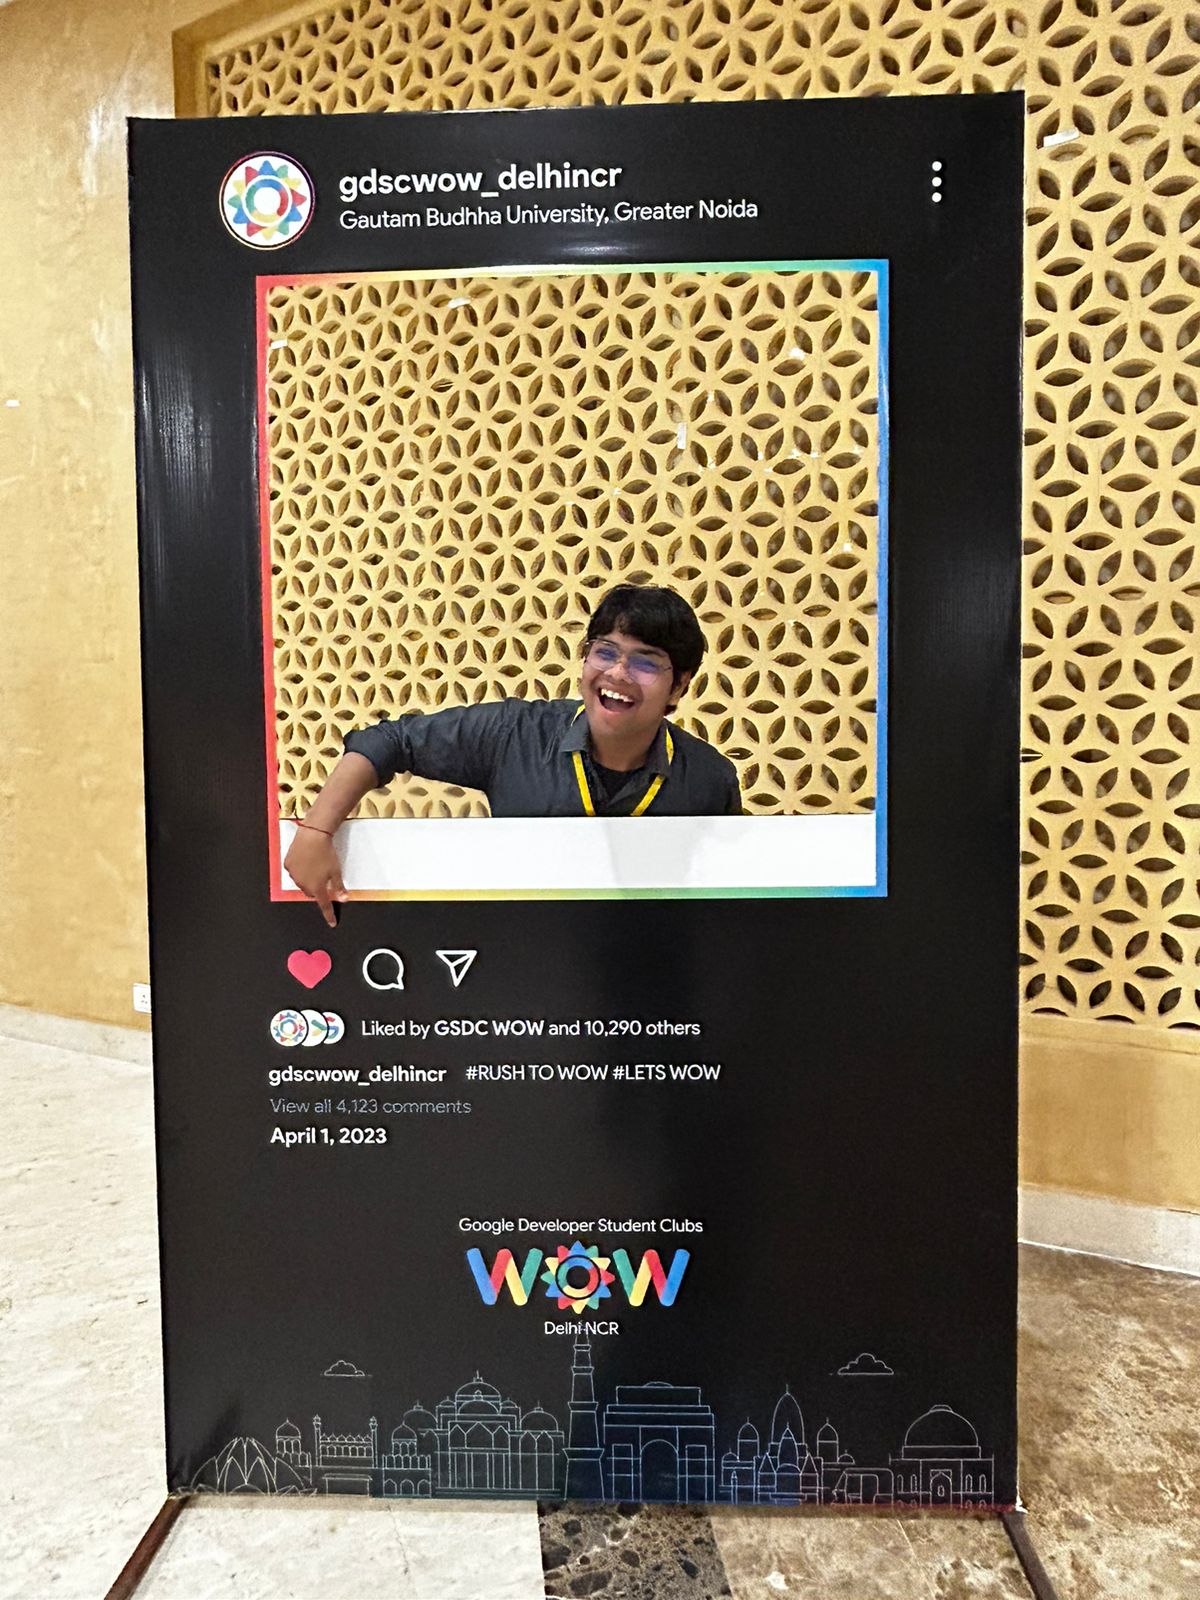 gdscwow_delhincr
Gautam Budhha University, Greater Noida
Liked by GSDC WOW and 10,290 others
gdscwow_delhincr #RUSH TO WOW #LETS WOW
View all 4,123 comments
April 1, 2023
Google Developer Student Clubs
WOW
Delhi NCR